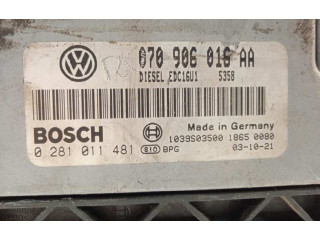 070 906 016 AA
DIESEL EDC16U1 5358
BOSCH
Made in Germany
0 281 011 481 BIO BPG
1039S03500 1865 0080
03-10-21